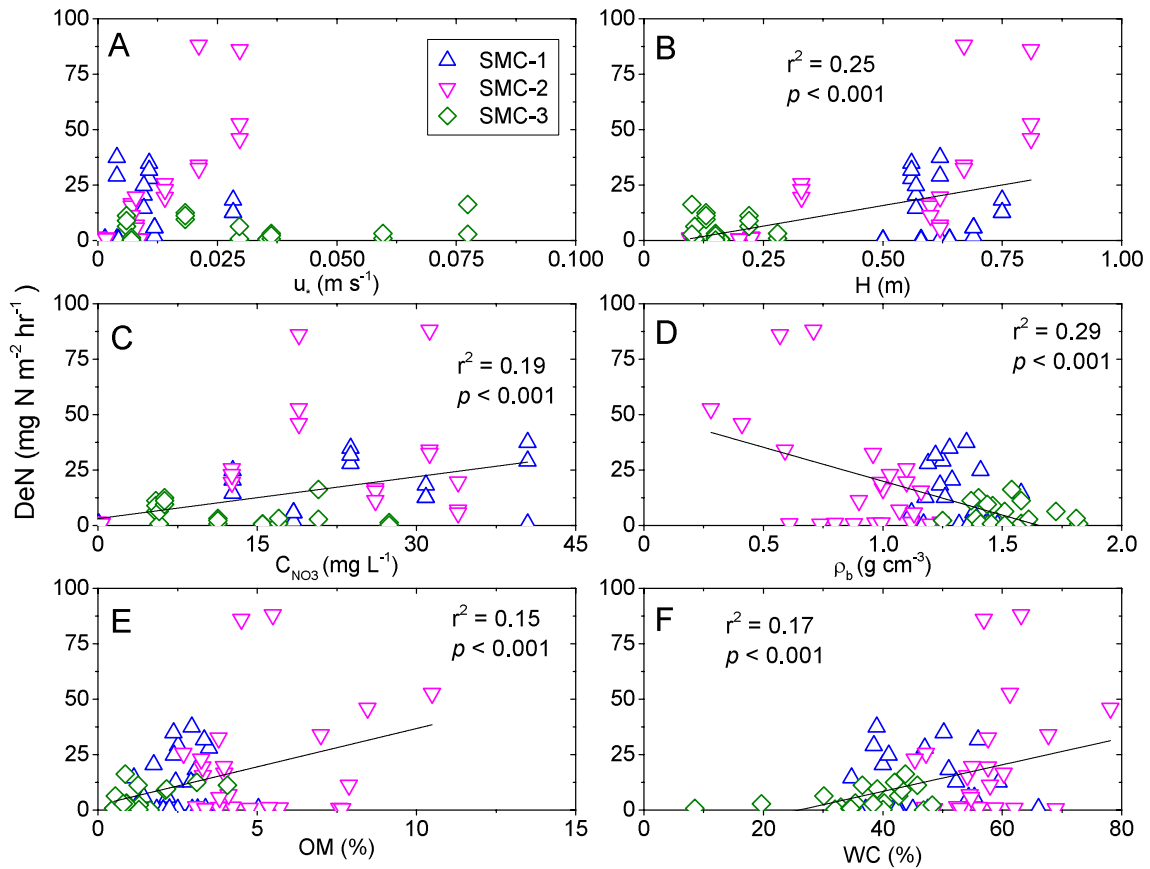 DeN (mg N m⁻² hr⁻¹)
A
SMC-1
SMC-2
SMC-3
100
75
50
25
0
0 0.025 0.050 0.075 0.100
u* (m s⁻¹)
B
r² = 0.25
p < 0.001
100
75
50
25
0
0 0.25 0.50 0.75 1.00
H (m)
C
r² = 0.19
p < 0.001
100
75
50
25
0
0 15 30 45
C_NO3 (mg L⁻¹)
D
r² = 0.29
p < 0.001
100
75
50
25
0
0 0.5 1.0 1.5 2.0
ρb (g cm⁻³)
E
r² = 0.15
p < 0.001
100
75
50
25
0
0 5 10 15
OM (%)
F
r² = 0.17
p < 0.001
100
75
50
25
0
0 20 40 60 80
WC (%)